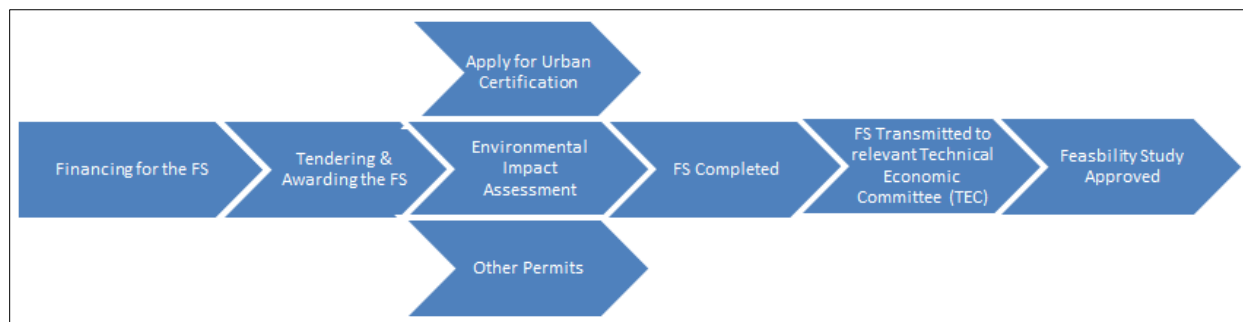 Apply for Urban
Certification
Financing for the FS
Tendering &
Awarding the FS
Environmental
Impact
Assessment
FS Completed
FS Transmitted to
relevant Technical
Economic
Committee (TEC)
Feasbility Study
Approved
Other Permits